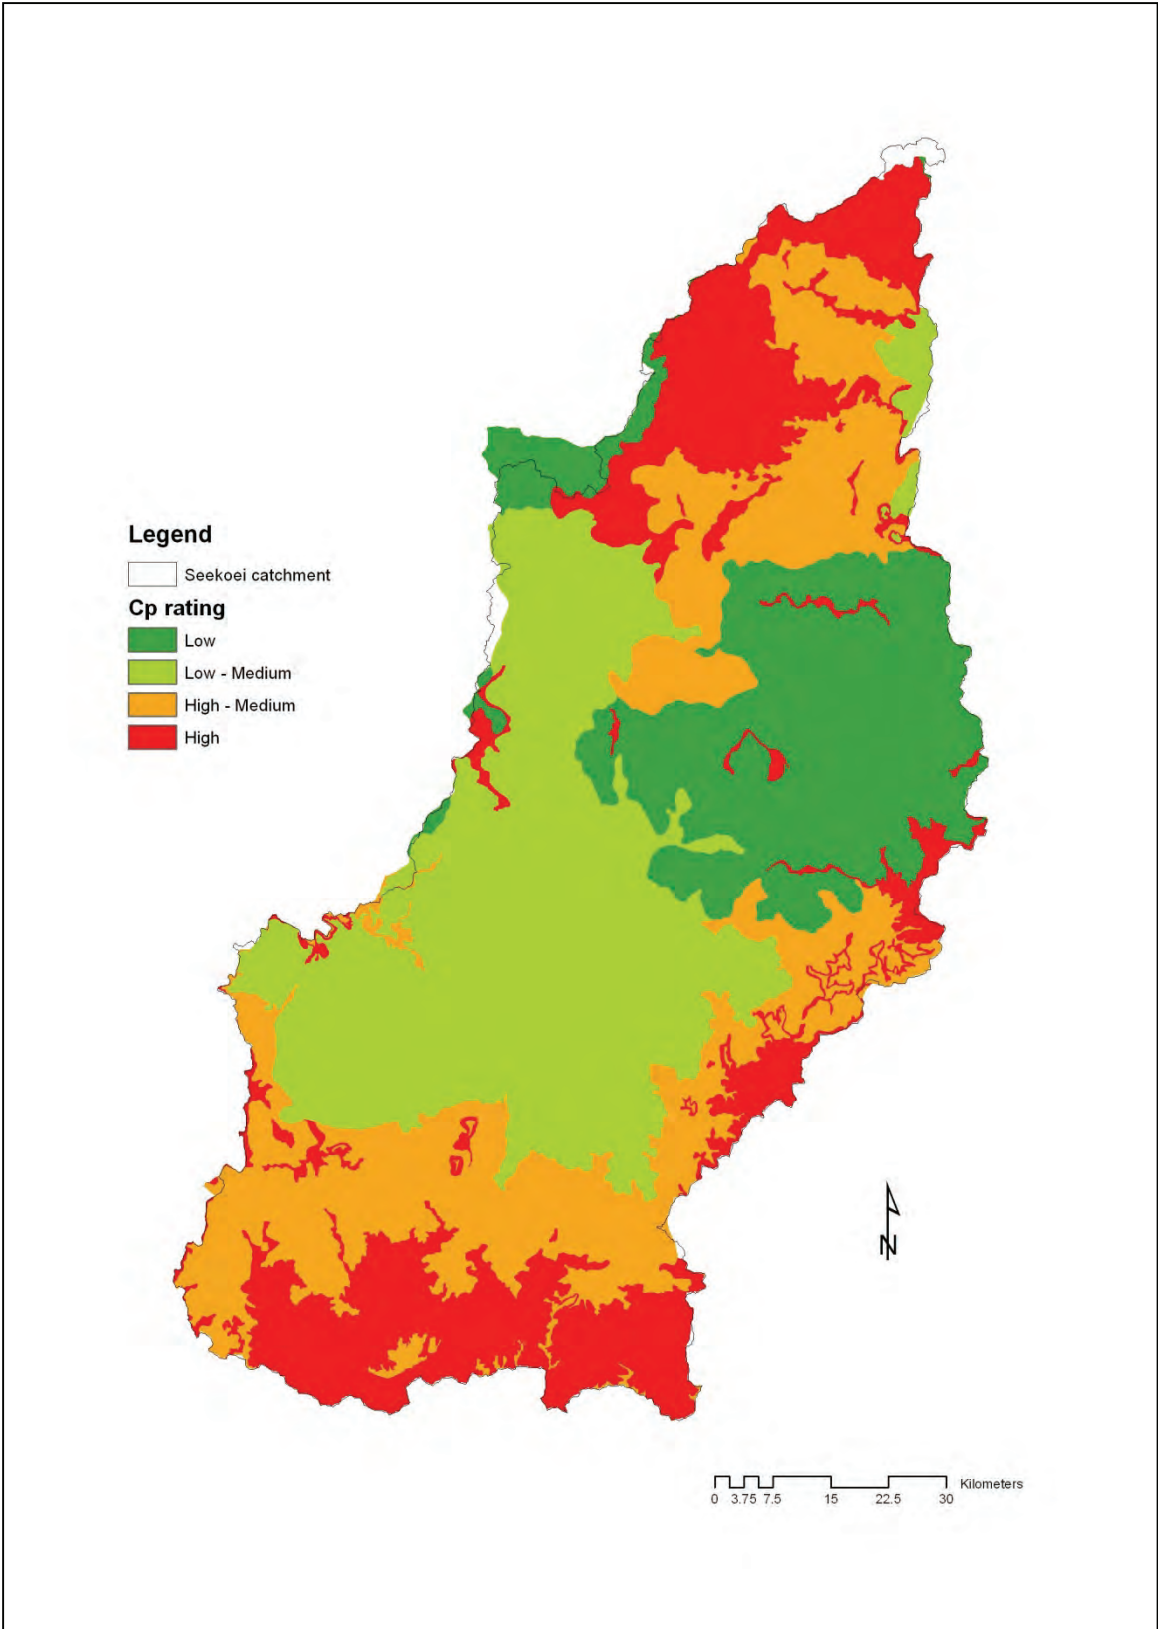 Legend
Seekoei catchment
Cp rating
Low
Low - Medium
High - Medium
High
N
Kilometers
0 3.75 7.5 15 22.5 30